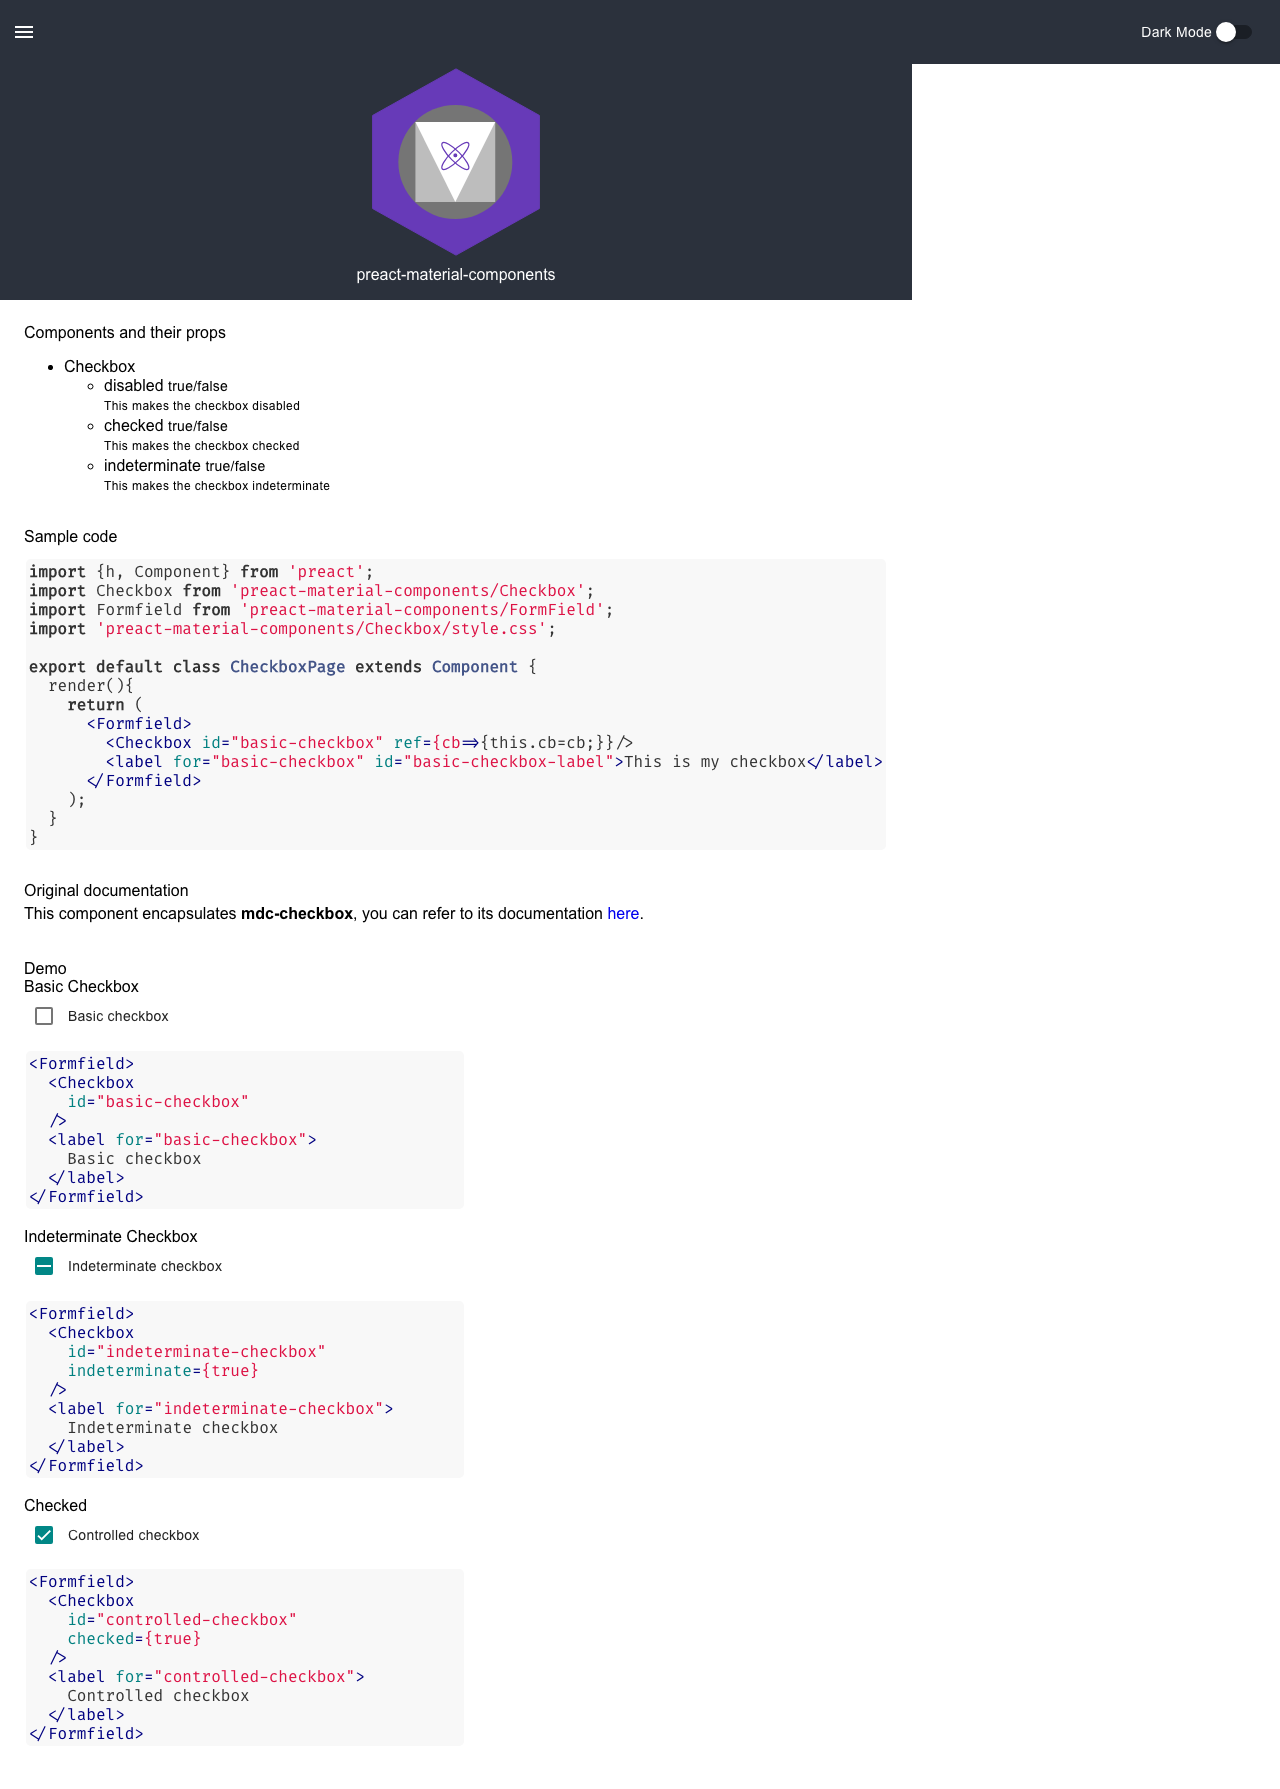 Dark Mode
preact-material-components
Components and their props
Checkbox
disabled true/false
This makes the checkbox disabled
checked true/false
This makes the checkbox checked
indeterminate true/false
This makes the checkbox indeterminate
Sample code
import {h, Component} from 'preact';
import Checkbox from 'preact-material-components/Checkbox';
import Formfield from 'preact-material-components/FormField';
import 'preact-material-components/Checkbox/style.css';
export default class CheckboxPage extends Component {
  render(){
    return (
      <Formfield>
        <Checkbox id="basic-checkbox" ref={cb=>{this.cb=cb;}}/>
        <label for="basic-checkbox" id="basic-checkbox-label">This is my checkbox</label>
      </Formfield>
    );
  }
}
Original documentation
This component encapsulates mdc-checkbox, you can refer to its documentation here.
Demo
Basic Checkbox
Basic checkbox
<Formfield>
  <Checkbox
    id="basic-checkbox"
  />
  <label for="basic-checkbox">
    Basic checkbox
  </label>
</Formfield>
Indeterminate Checkbox
Indeterminate checkbox
<Formfield>
  <Checkbox
    id="indeterminate-checkbox"
    indeterminate={true}
  />
  <label for="indeterminate-checkbox">
    Indeterminate checkbox
  </label>
</Formfield>
Checked
Controlled checkbox
<Formfield>
  <Checkbox
    id="controlled-checkbox"
    checked={true}
  />
  <label for="controlled-checkbox">
    Controlled checkbox
  </label>
</Formfield>